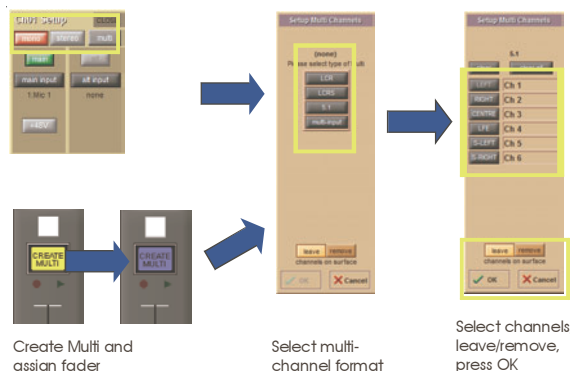 Ch01 Setup
CLOSE
mono stereo multi
main alt
main input alt input
1:Mic 1 none
+48V
CREATE
MULTI
CREATE
MULTI
Create Multi and
assian fader
Setup Multi Channels
(none)
Please select type of Multi
LCR
LCRS
5.1
multi-input
leave remove
channels on surface
OK Cancel
Select multi-
channel format
Setup Multi Channels
5.1
LEFT Ch 1
RIGHT Ch 2
CENTRE Ch 3
LFE Ch 4
S-LEFT Ch 5
S-RIGHT Ch 6
leave remove
channels on surface
OK Cancel
Select channels
leave/remove,
press OK